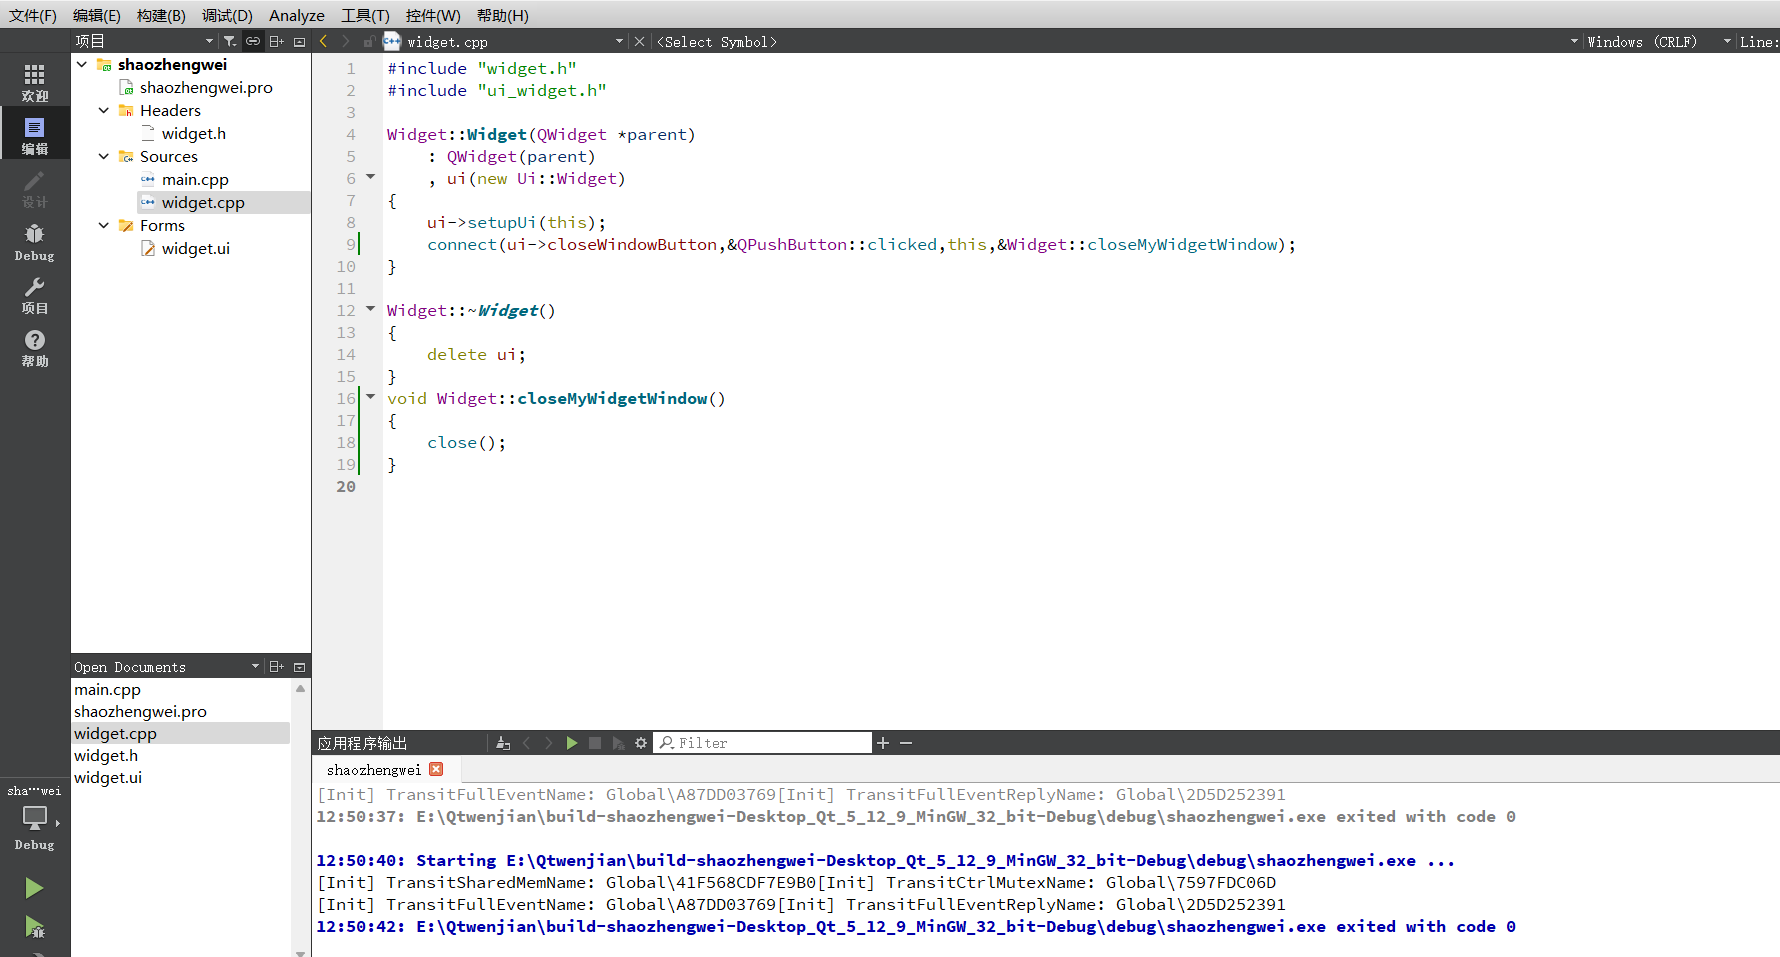 文件(F) 编辑(E) 构建(B) 调试(D) Analyze 工具(T) 控件(W) 帮助(H)
项目
widget.cpp
<Select Symbol>
Windows (CRLF)
Line:
欢迎
编辑
设计
Debug
项目
帮助
shaozhengwei
shaozhengwei.pro
Headers
widget.h
Sources
main.cpp
widget.cpp
Forms
widget.ui
1 #include "widget.h"
2 #include "ui_widget.h"
3
4 Widget::Widget(QWidget *parent)
5     : QWidget(parent)
6     , ui(new Ui::Widget)
7 {
8     ui->setupUi(this);
9     connect(ui->closeWindowButton,&QPushButton::clicked,this,&Widget::closeMyWidgetWindow);
10 }
11
12 Widget::~Widget()
13 {
14     delete ui;
15 }
16 void Widget::closeMyWidgetWindow()
17 {
18     close();
19 }
20
Open Documents
main.cpp
shaozhengwei.pro
widget.cpp
widget.h
widget.ui
sha···wei
Debug
应用程序输出
Filter
shaozhengwei
[Init] TransitFullEventName: Global\A87DD03769[Init] TransitFullEventReplyName: Global\2D5D252391
12:50:37: E:\Qtwenjian\build-shaozhengwei-Desktop_Qt_5_12_9_MinGW_32_bit-Debug\debug\shaozhengwei.exe exited with code 0
12:50:40: Starting E:\Qtwenjian\build-shaozhengwei-Desktop_Qt_5_12_9_MinGW_32_bit-Debug\debug\shaozhengwei.exe ...
[Init] TransitSharedMemName: Global\41F568CDF7E9B0[Init] TransitCtrlMutexName: Global\7597FDC06D
[Init] TransitFullEventName: Global\A87DD03769[Init] TransitFullEventReplyName: Global\2D5D252391
12:50:42: E:\Qtwenjian\build-shaozhengwei-Desktop_Qt_5_12_9_MinGW_32_bit-Debug\debug\shaozhengwei.exe exited with code 0